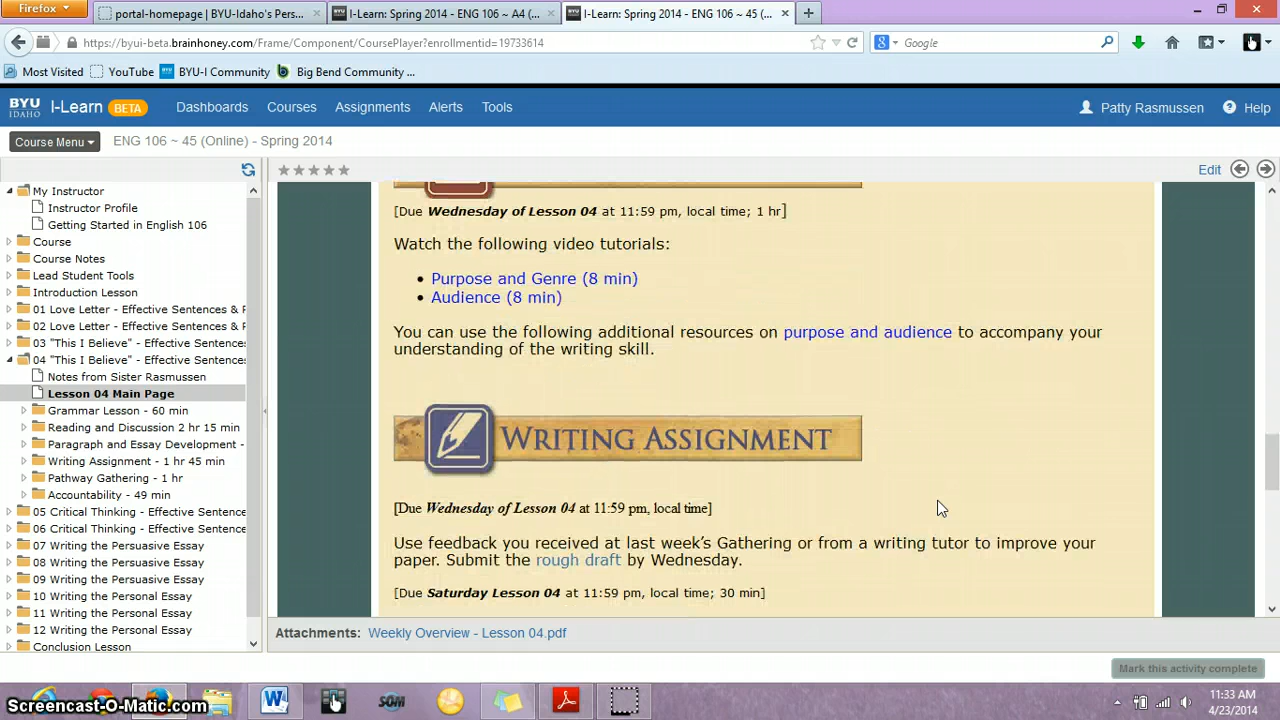 Firefox
portal-homepage | BYU-Idaho's Pers...
I-Learn: Spring 2014 - ENG 106 ~ A4 (...
I-Learn: Spring 2014 - ENG 106 ~ 45 (...
https://byui-beta.brainhoney.com/Frame/Component/CoursePlayer?enrollmentid=19733614
Google
Most Visited
YouTube
BYU-I Community
Big Bend Community ...
BYU IDAHO
I-Learn BETA
Dashboards Courses Assignments Alerts Tools
Patty Rasmussen
Help
Course Menu
ENG 106 ~ 45 (Online) - Spring 2014
Edit
My Instructor
Instructor Profile
Getting Started in English 106
Course
Course Notes
Lead Student Tools
Introduction Lesson
01 Love Letter - Effective Sentences & F
02 Love Letter - Effective Sentences & F
03 "This I Believe" - Effective Sentences
04 "This I Believe" - Effective Sentences
Notes from Sister Rasmussen
Lesson 04 Main Page
Grammar Lesson - 60 min
Reading and Discussion 2 hr 15 min
Paragraph and Essay Development -
Writing Assignment - 1 hr 45 min
Pathway Gathering - 1 hr
Accountability - 49 min
05 Critical Thinking - Effective Sentence
06 Critical Thinking - Effective Sentence
07 Writing the Persuasive Essay
08 Writing the Persuasive Essay
09 Writing the Persuasive Essay
10 Writing the Personal Essay
11 Writing the Personal Essay
12 Writing the Personal Essay
Conclusion Lesson
[Due Wednesday of Lesson 04 at 11:59 pm, local time; 1 hr]
Watch the following video tutorials:
• Purpose and Genre (8 min)
• Audience (8 min)
You can use the following additional resources on purpose and audience to accompany your
understanding of the writing skill.
WRITING ASSIGNMENT
[Due Wednesday of Lesson 04 at 11:59 pm, local time]
Use feedback you received at last week's Gathering or from a writing tutor to improve your
paper. Submit the rough draft by Wednesday.
[Due Saturday Lesson 04 at 11:59 pm, local time; 30 min]
Attachments: Weekly Overview - Lesson 04.pdf
Mark this activity complete
Screencast-O-Matic.com
SOM
11:33 AM
4/23/2014